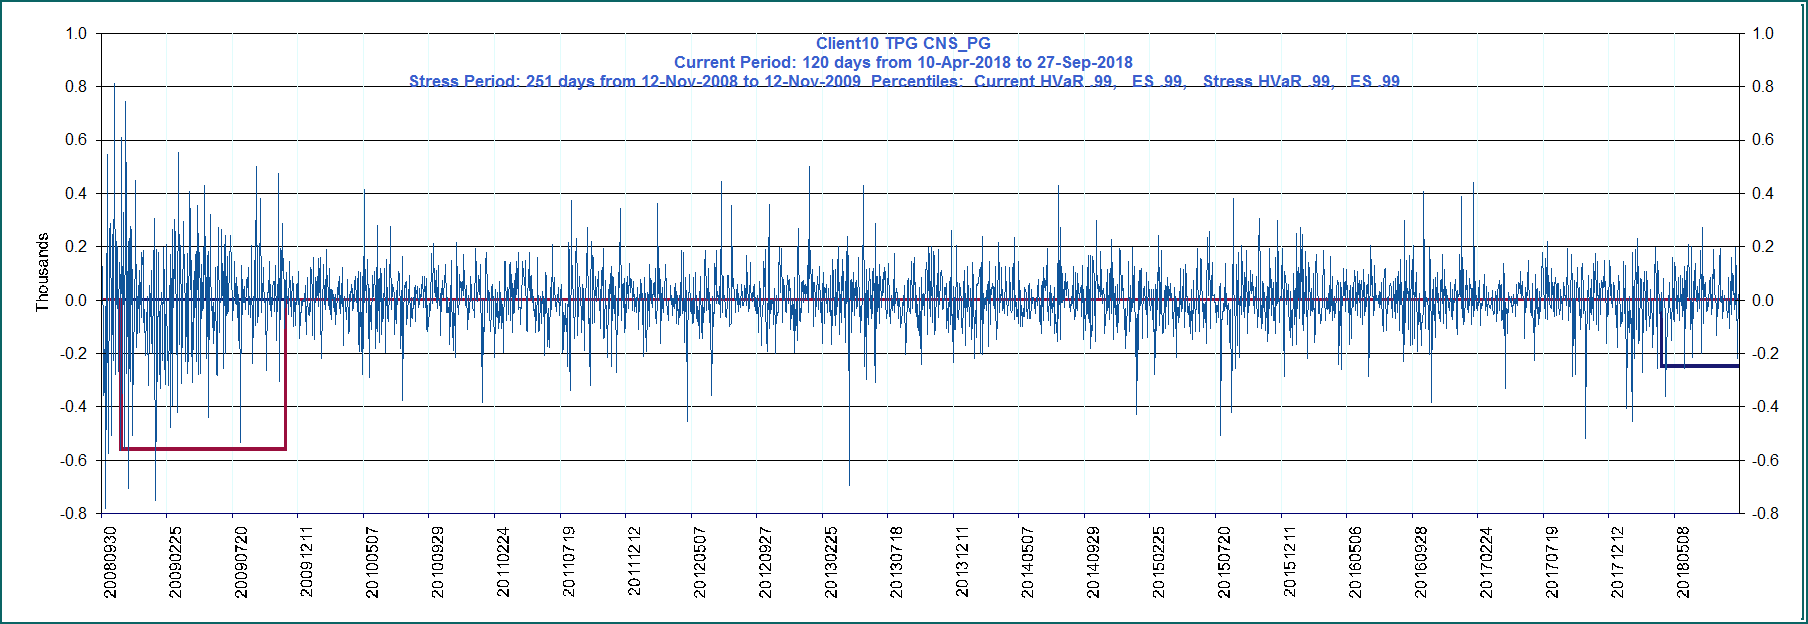 Client10 TPG CNS_PG
Current Period: 120 days from 10-Apr-2018 to 27-Sep-2018
Stress Period: 251 days from 12-Nov-2008 to 12-Nov-2009 Percentiles: Current HVaR .99, ES .99, Stress HVaR .99, ES .99
1.0 1.0
0.8 0.8
0.6 0.6
0.4 0.4
0.2 0.2
0.0 0.0
-0.2 -0.2
-0.4 -0.4
-0.6 -0.6
-0.8 -0.8
Thousands
20080930 20090225 20090720 20091211 20100507 20100929 20110224 20110719 20111212 20120507 20120927 20130225 20130718 20131211 20140507 20140929 20150225 20150720 20151211 20160506 20160928 20170224 20170719 20171212 20180508